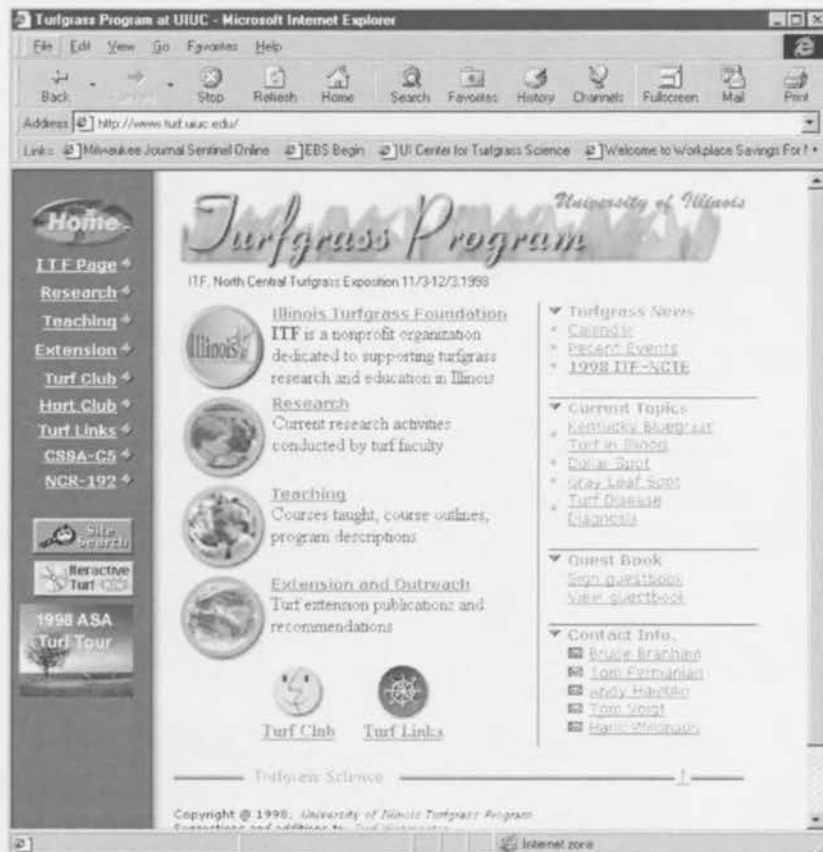 Turfgrass Program at UIUC - Microsoft Internet Explorer
File Edit View Go Favorites Help
Back Stop Refresh Home Search Favorites History Channels Fullscreen Mail Print
Address http://www.turf.uiuc.edu/
Links Milwaukee Journal Sentinel Online EBS Begin UI Center for Turfgrass Science Welcome to Workplace Savings For
Home
ITF Page
Research
Teaching
Extension
Turf Club
Hort Club
Turf Links
CSSA-C5
NCR-192
Site Search
Iteractive
Turf
1998 ASA
Turf Tour
University of Illinois
Turfgrass Program
ITF, North Central Turfgrass Exposition 11/3-12/3,1998
Illinois
Illinois Turfgrass Foundation
ITF is a nonprofit organization
dedicated to supporting turfgrass
research and education in Illinois
Research
Current research activities
conducted by turf faculty
Teaching
Courses taught, course outlines,
program descriptions
Extension and Outreach
Turf extension publications and
recommendations
Turf Club Turf Links
Turfgrass News
Calendar
Recent Events
1998 ITF-NCTE
Current Topics
Kentucky Bluegrass
Turf in Illinois
Dollar Spot
Gray Leaf Spot
Turf Disease
Diagnosis
Guest Book
Sign guestbook
View guestbook
Contact Info.
Bruce Branham
Tom Fermanian
Andy Hamblin
Tom Voigt
Hank Wilkinson
Turfgrass Science
Copyright @ 1998, University of Illinois Turfgrass Program
Suggestions and additions to: Turf Webmaster
Internet zone